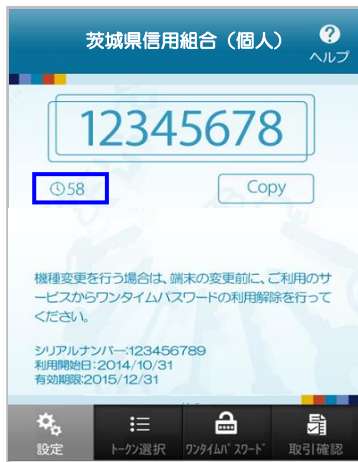 茨城県信用組合（個人）
?
ヘルプ
12345678
58
Copy
機種変更を行う場合は、端末の変更前に、ご利用のサ
ービスからワンタイムパスワードの利用解除を行って
ください。
シリアルナンバー:123456789
利用開始日:2014/10/31
有効期限:2015/12/31
設定
トークン選択
ワンタイムパスワード
取引確認